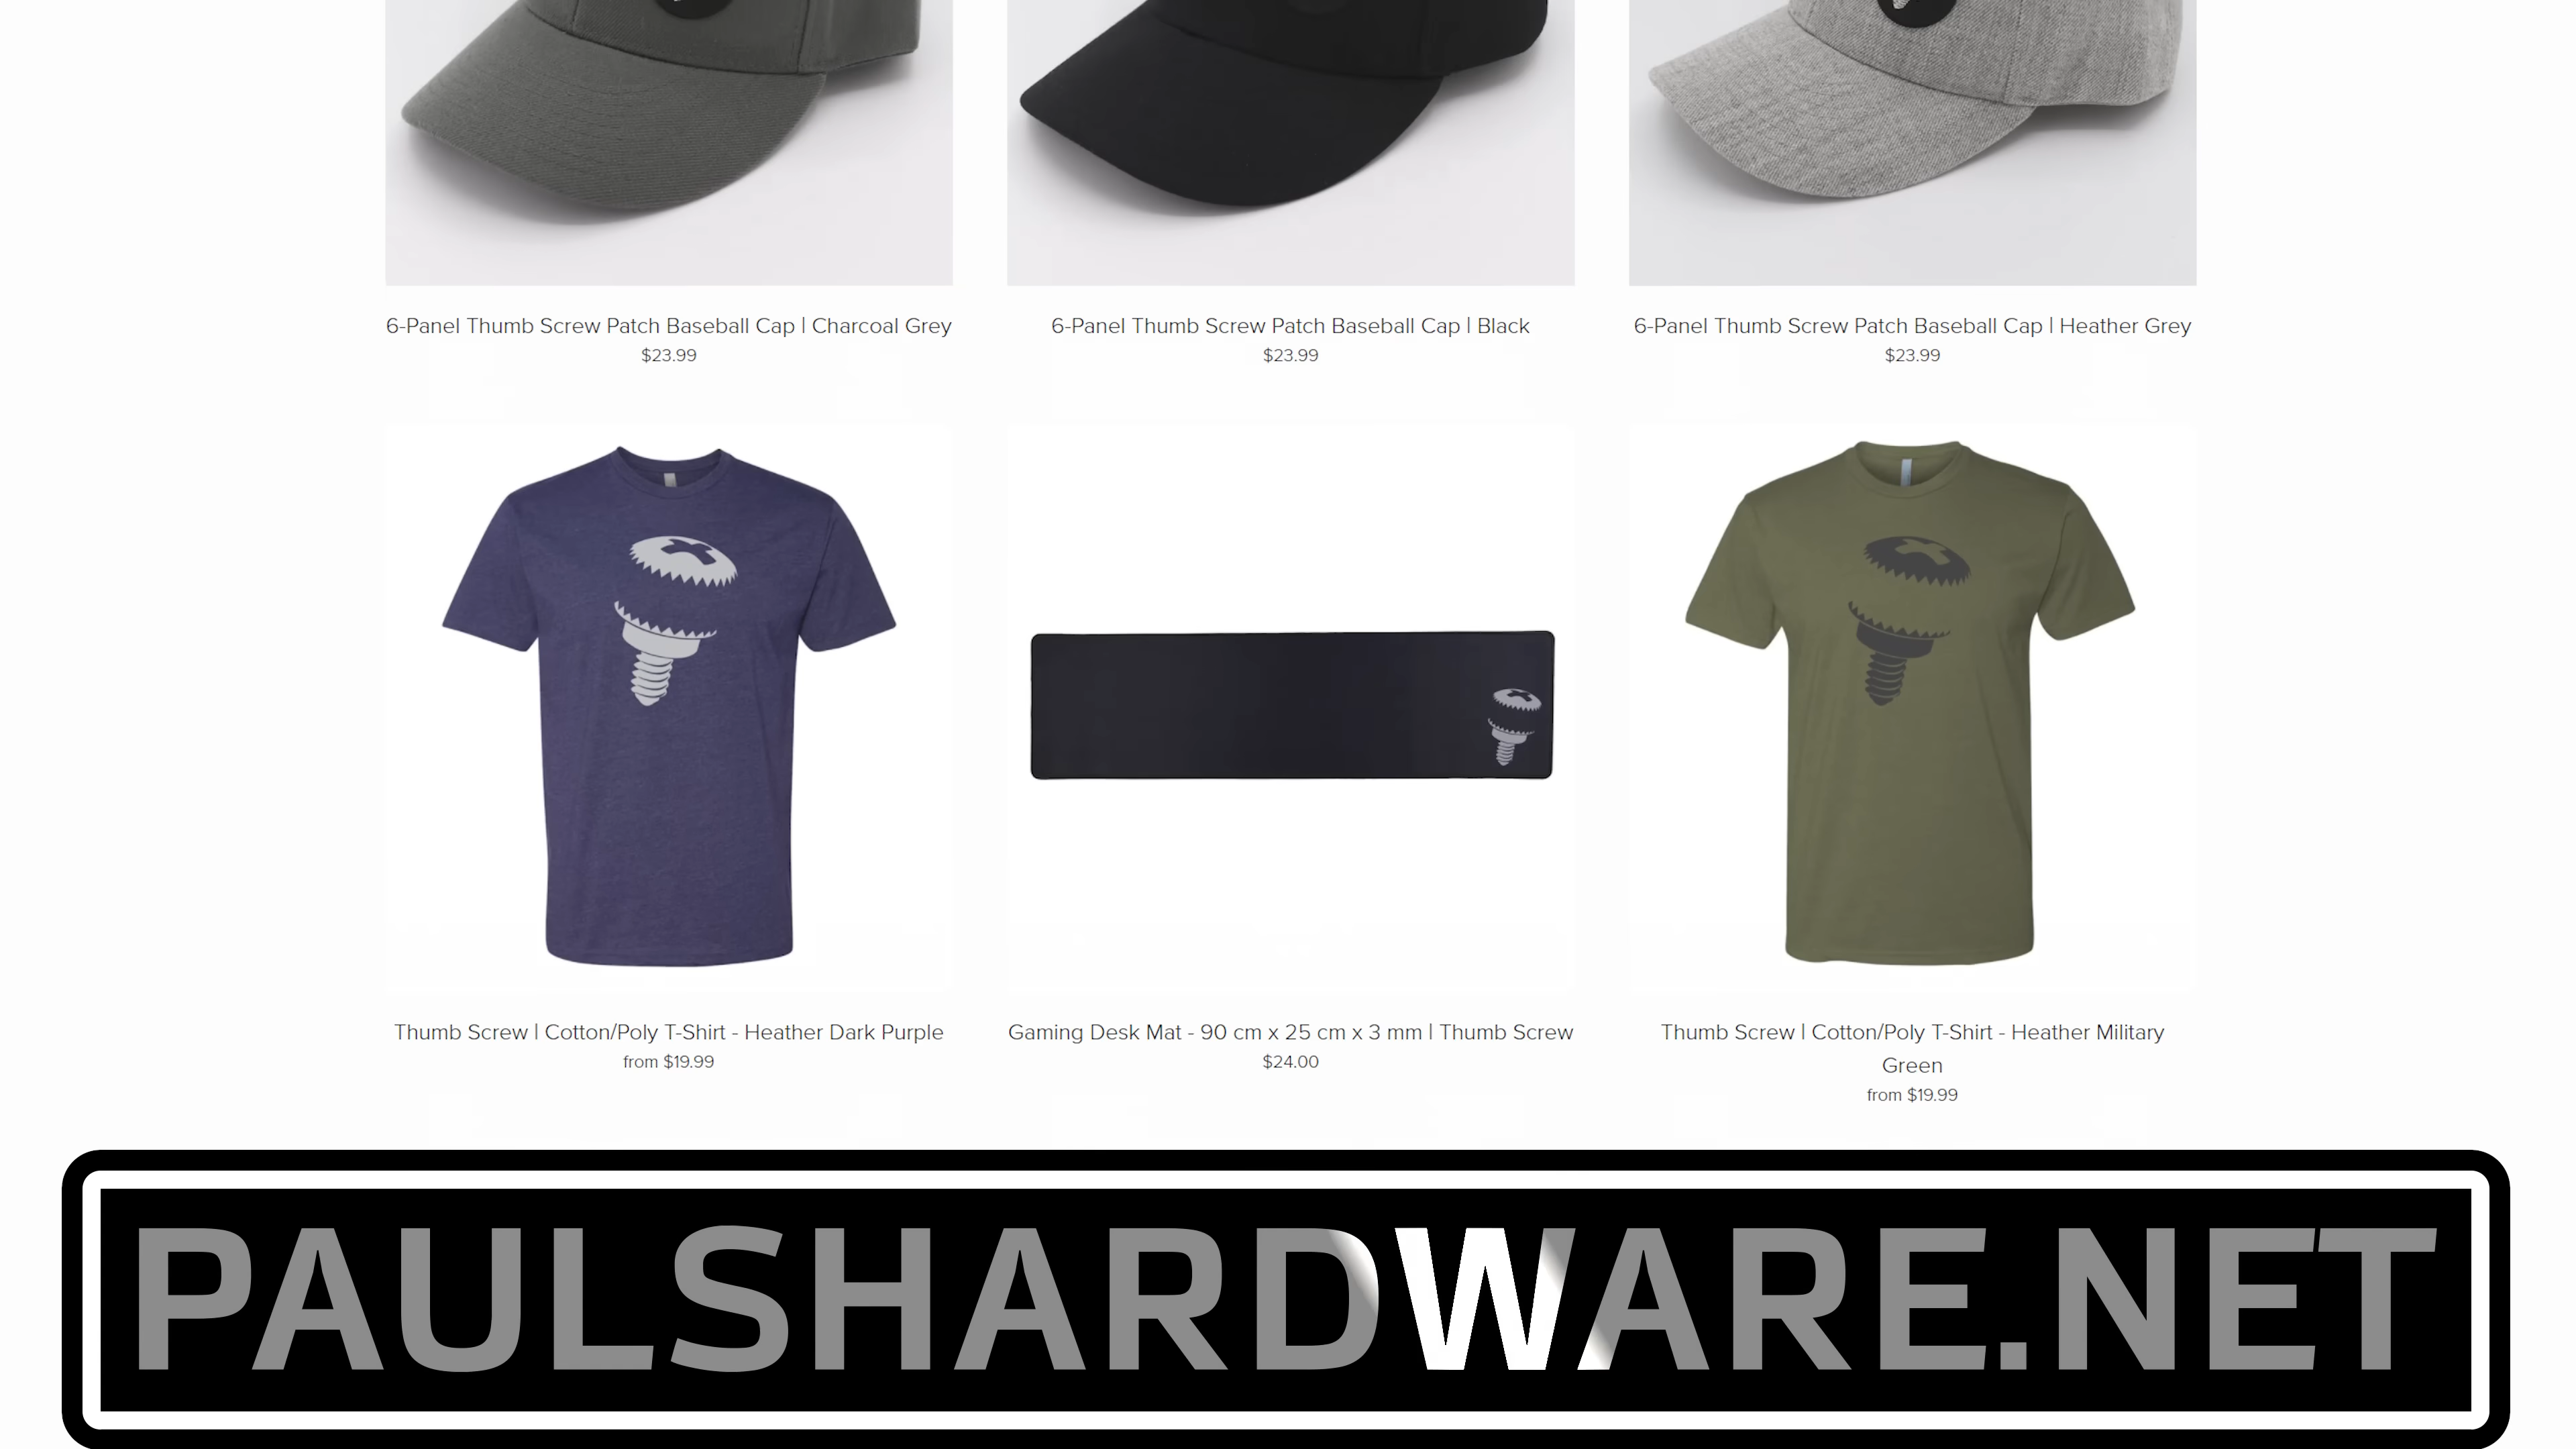 6-Panel Thumb Screw Patch Baseball Cap | Charcoal Grey
$23.99
6-Panel Thumb Screw Patch Baseball Cap | Black
$23.99
6-Panel Thumb Screw Patch Baseball Cap | Heather Grey
$23.99
Thumb Screw | Cotton/Poly T-Shirt - Heather Dark Purple
from $19.99
Gaming Desk Mat - 90 cm x 25 cm x 3 mm | Thumb Screw
$24.00
Thumb Screw | Cotton/Poly T-Shirt - Heather Military
Green
from $19.99
PAULSHARDWARE.NET